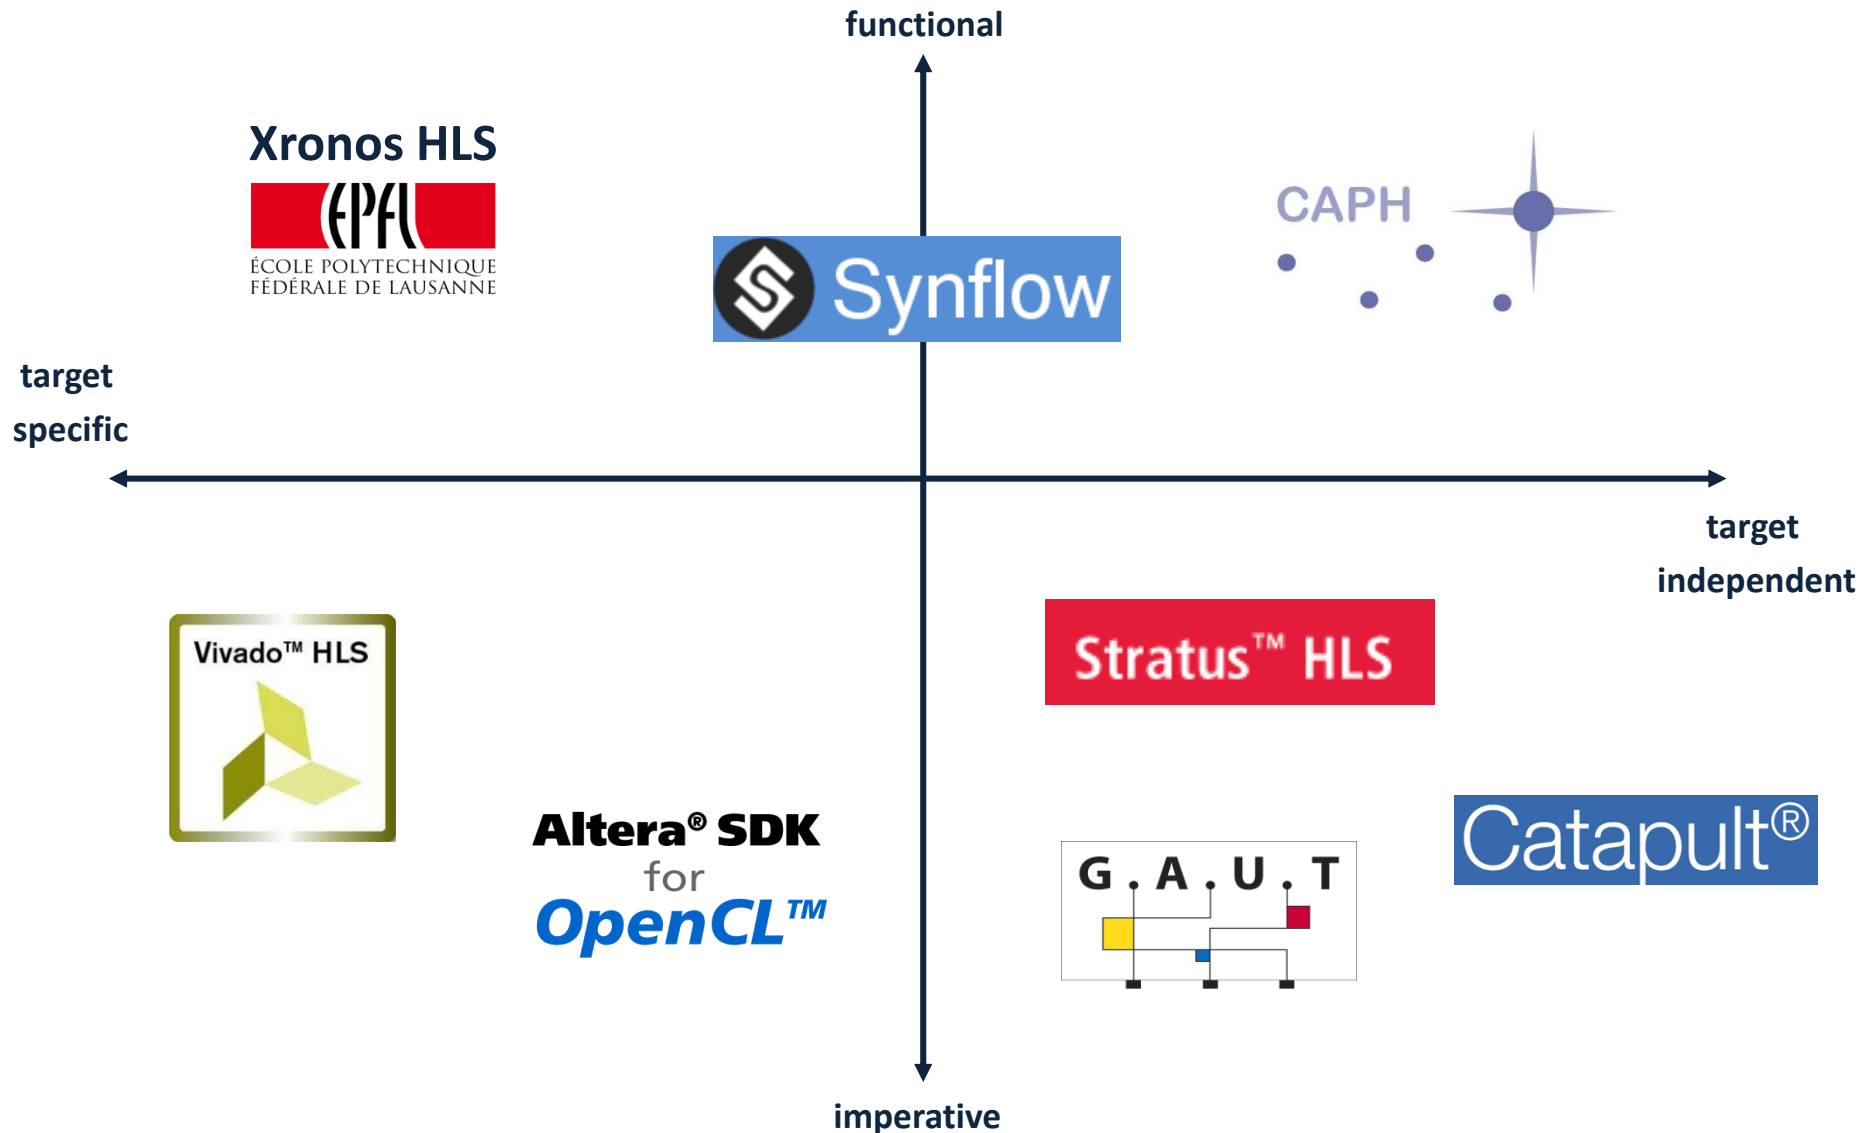 functional
Xronos HLS
EPFL
ÉCOLE POLYTECHNIQUE
FÉDÉRALE DE LAUSANNE
CAPH
Synflow
target
specific
target
independent
Stratus™ HLS
Vivado™ HLS
Catapult®
Altera® SDK
for
OpenCL™
G.A.U.T
imperative